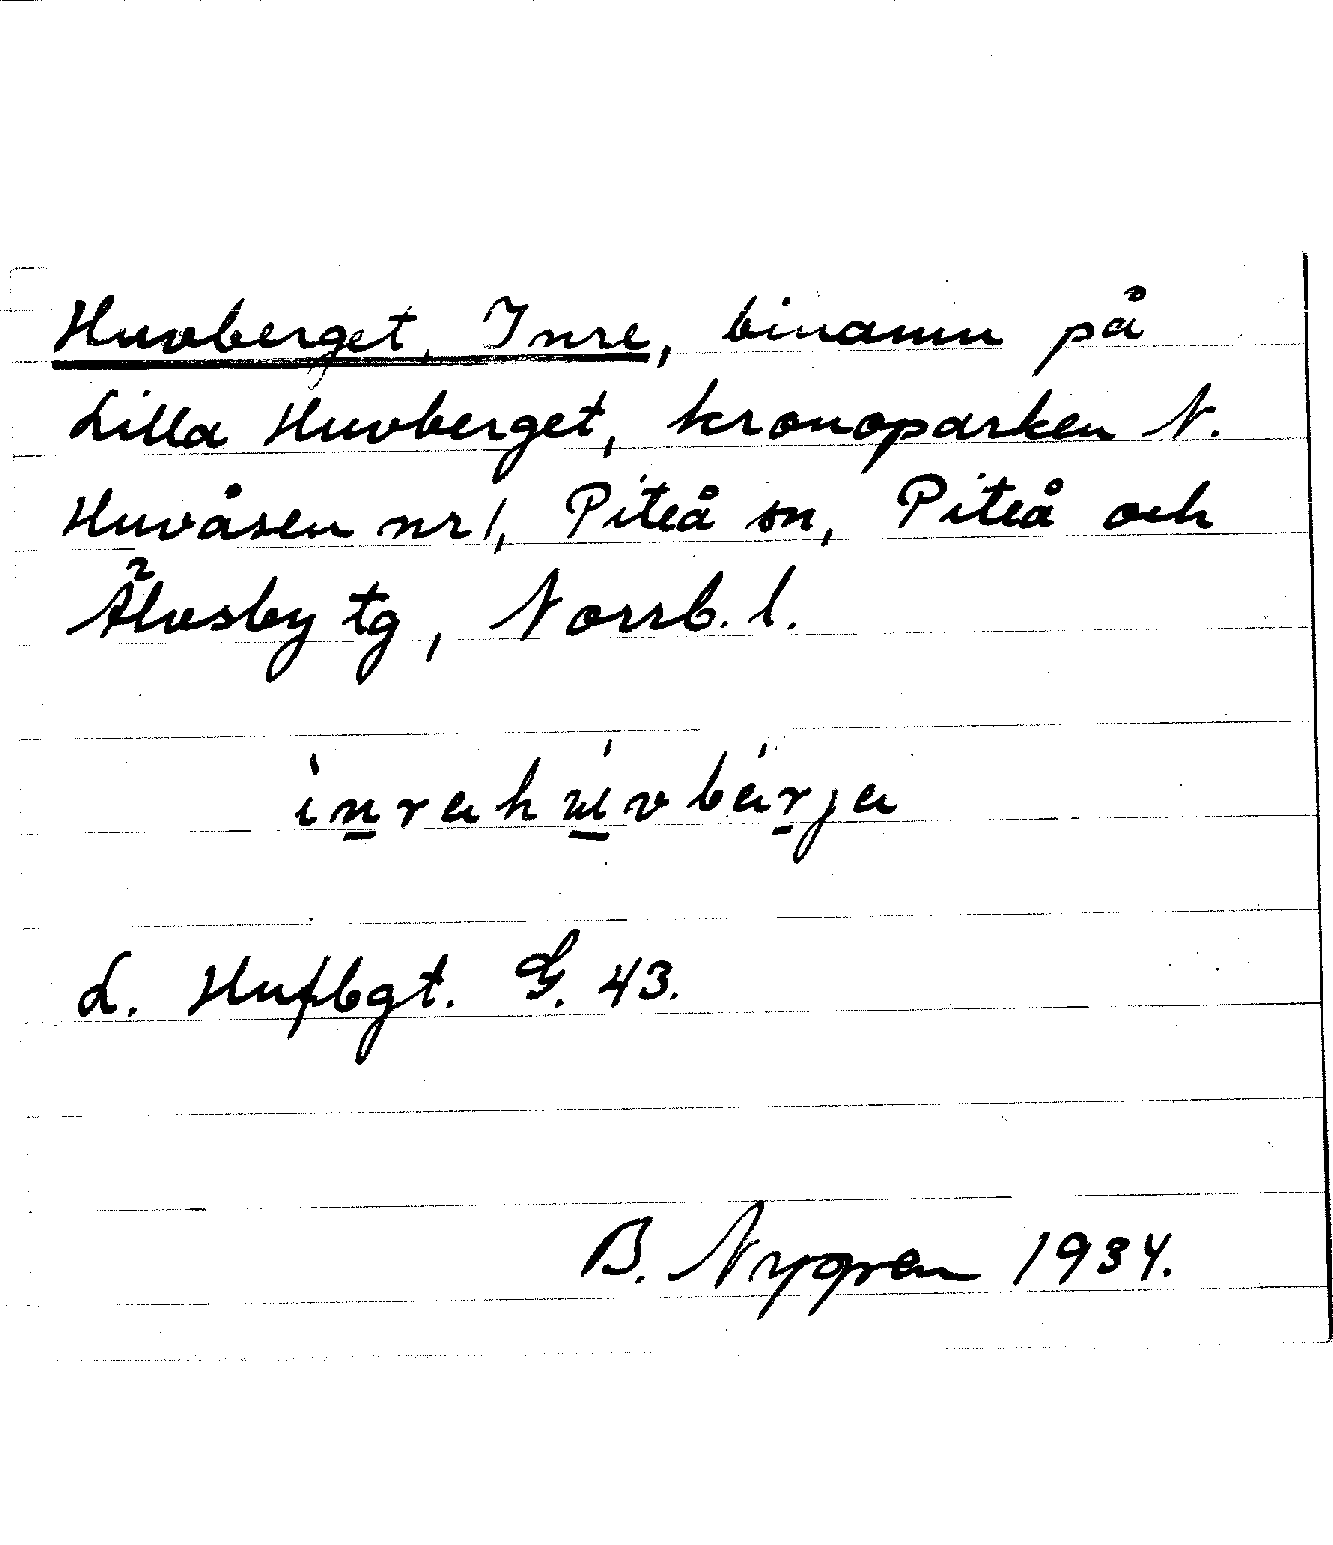 Huvberget, Inre, binamn på
Lilla Huvberget, kronoparken N.
Huvåsen nr 1, Piteå sn, Piteå och
Älvsby tg, Norrb. l.
L. Hufbgt. G. 43.
B. Nygren 1934.